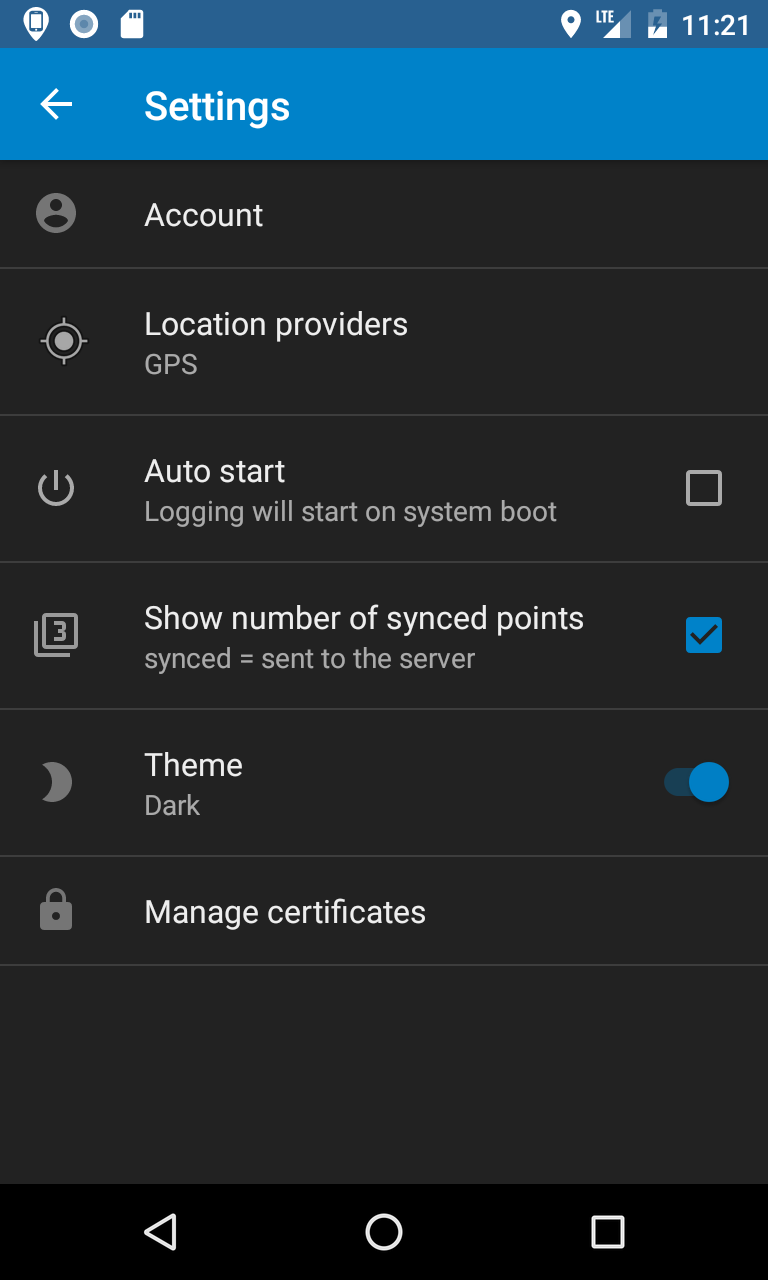 LTE 11:21
Settings
Account
Location providers
GPS
Auto start
Logging will start on system boot
3
Show number of synced points
synced = sent to the server
Theme
Dark
Manage certificates